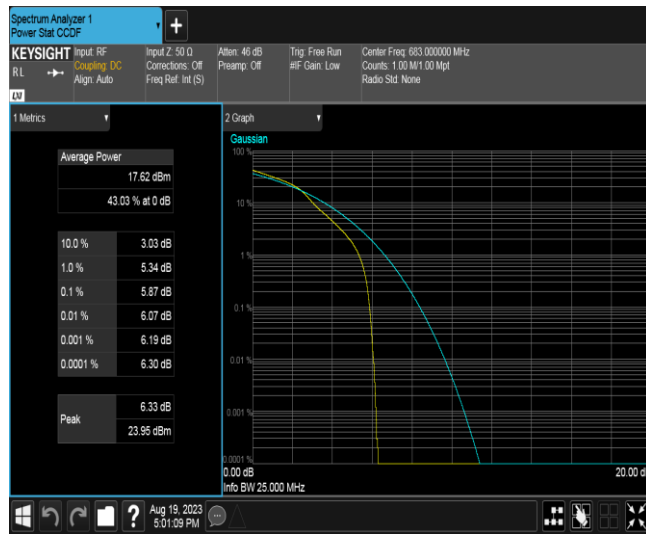 Spectrum Analyzer 1
Power Stat CCDF
KEYSIGHT
RL
LXI
Input: RF
Coupling: DC
Align: Auto
Input Z: 50 Ω
Corrections: Off
Freq Ref: Int (S)
Atten: 46 dB
Preamp: Off
Trig: Free Run
#IF Gain: Low
Center Freq: 683.000000 MHz
Counts: 1.00 M/1.00 Mpt
Radio Std: None
1 Metrics
Average Power
17.62 dBm
43.03 % at 0 dB
10.0 % 3.03 dB
1.0 % 5.34 dB
0.1 % 5.87 dB
0.01 % 6.07 dB
0.001 % 6.19 dB
0.0001 % 6.30 dB
Peak
6.33 dB
23.95 dBm
2 Graph
Gaussian
100 %
10 %
1 %
0.1 %
0.01 %
0.001 %
0.0001 %
0.00 dB
20.00 d
Info BW 25.000 MHz
?
Aug 19, 2023
5:01:09 PM